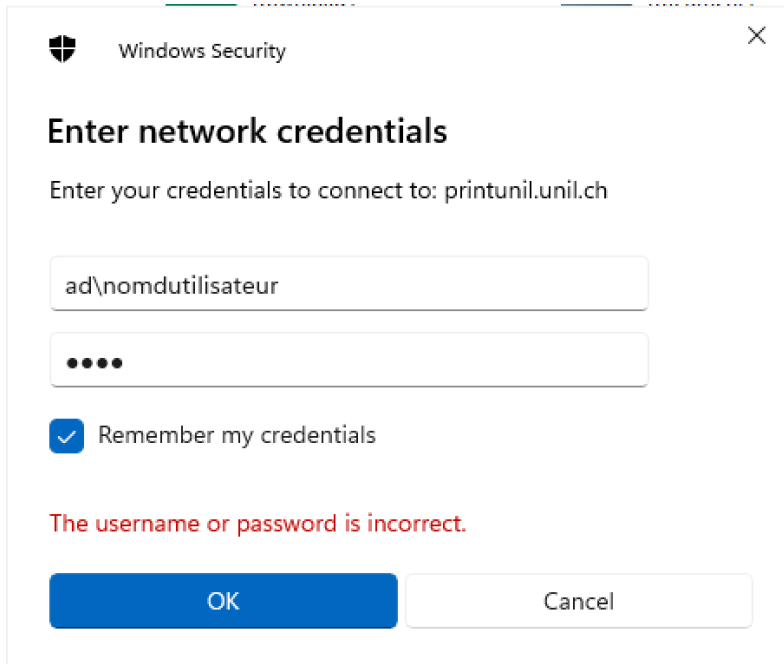 Windows Security
Enter network credentials
Enter your credentials to connect to: printunil.unil.ch
ad\nomdutilisateur
Remember my credentials
The username or password is incorrect.
OK Cancel